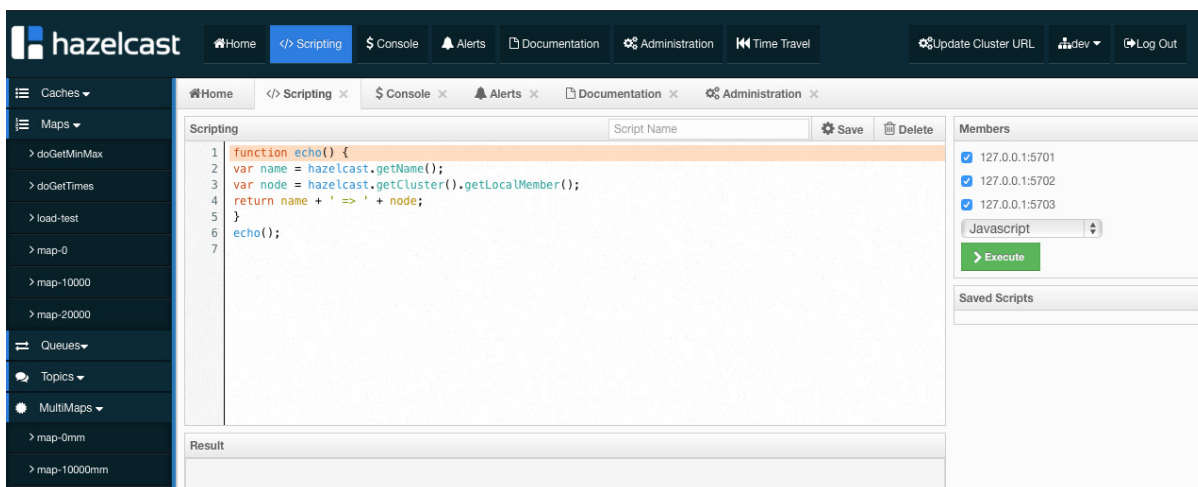 hazelcast Home </> Scripting $ Console Alerts Documentation Administration Time Travel Update Cluster URL dev Log Out
Caches
Maps
> doGetMinMax
> doGetTimes
> load-test
> map-0
> map-10000
> map-20000
Queues
Topics
MultiMaps
> map-0mm
> map-10000mm
Home </> Scripting × $ Console × Alerts × Documentation × Administration ×
Scripting Script Name Save Delete
1 function echo() {
2 var name = hazelcast.getName();
3 var node = hazelcast.getCluster().getLocalMember();
4 return name + ' => ' + node;
5 }
6 echo();
7
Result
Members
127.0.0.1:5701
127.0.0.1:5702
127.0.0.1:5703
Javascript
> Execute
Saved Scripts